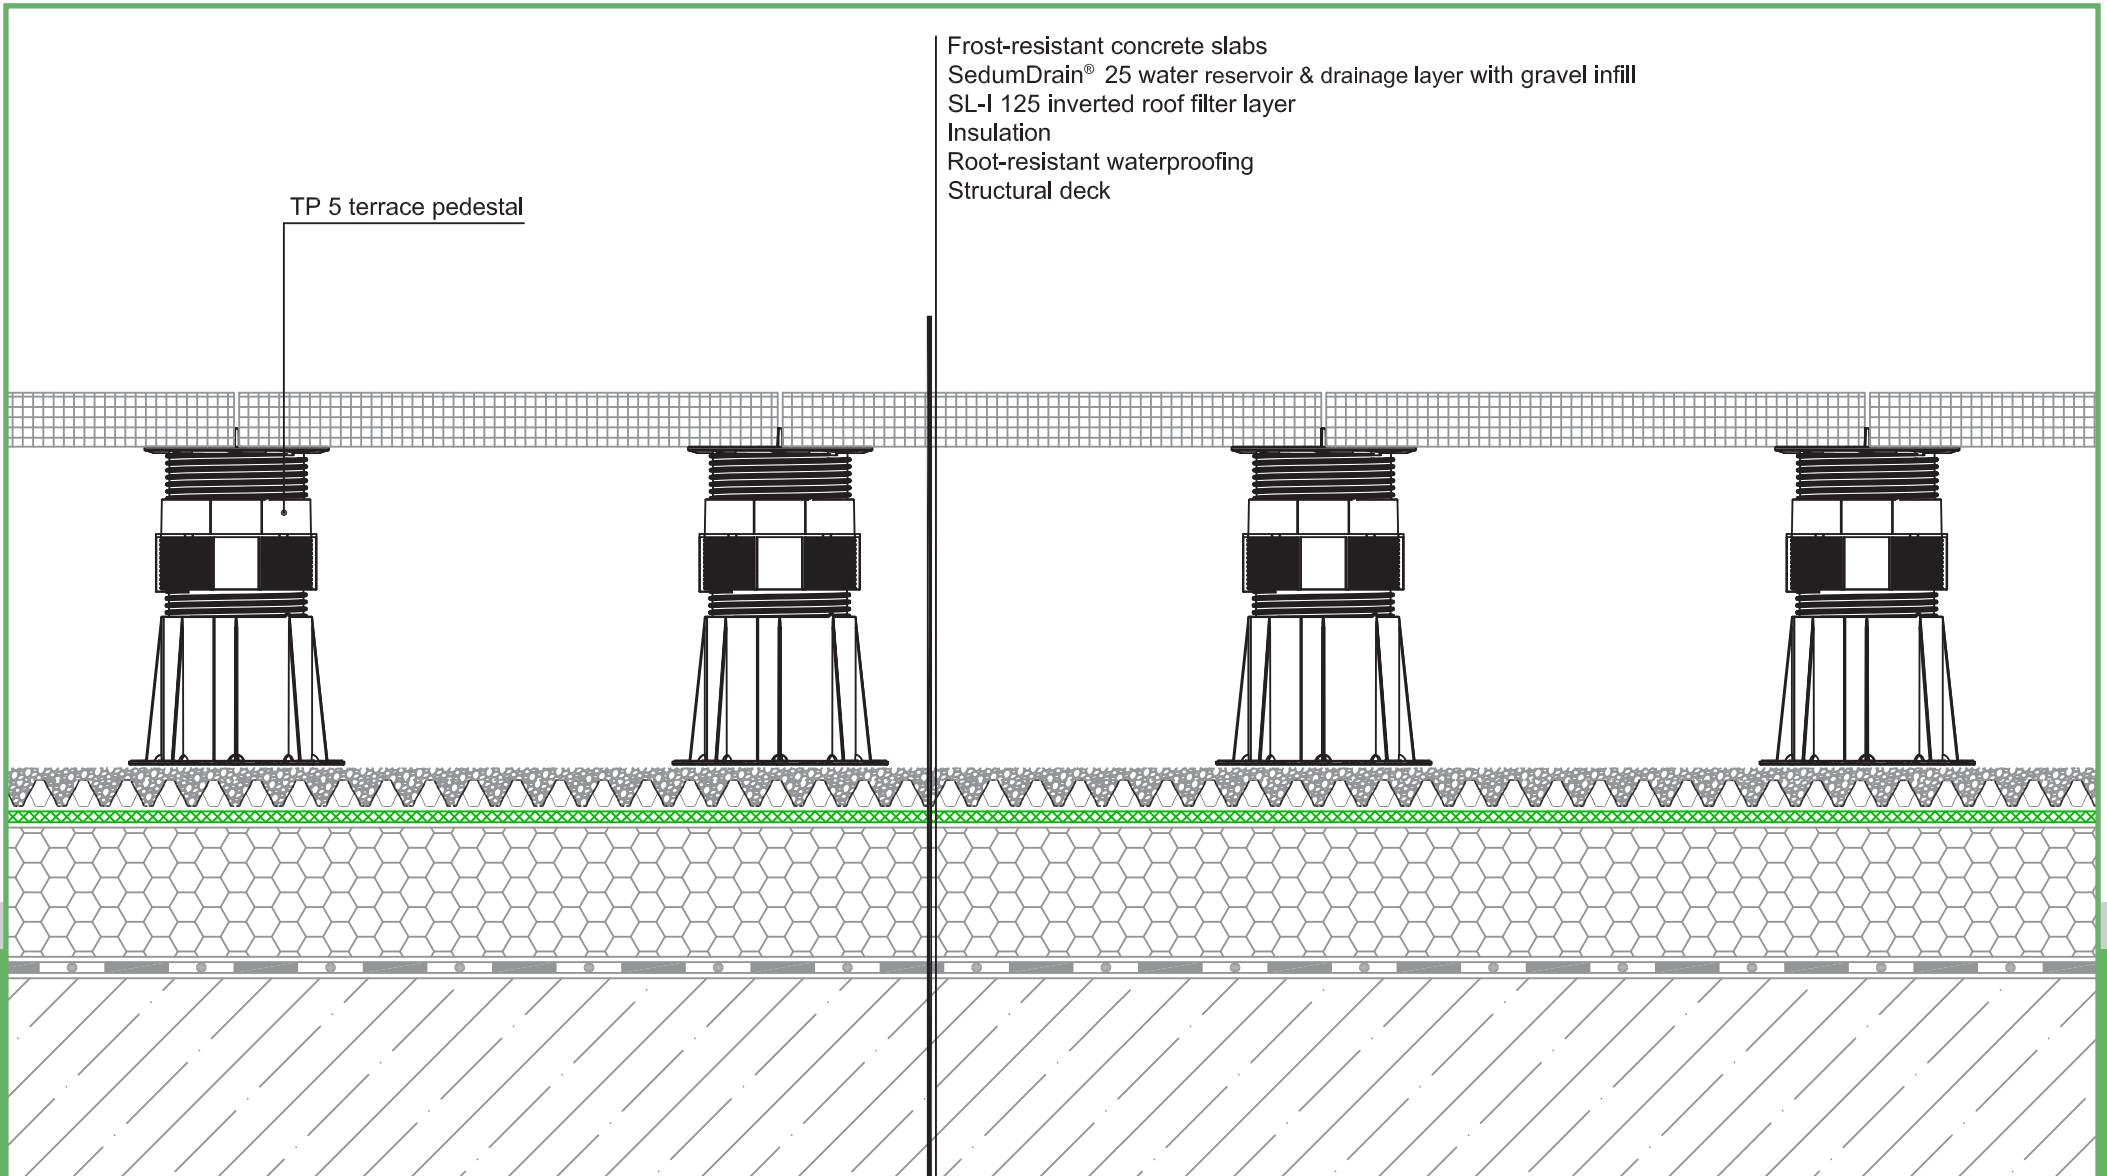 Frost-resistant concrete slabs
SedumDrain® 25 water reservoir & drainage layer with gravel infill
SL-I 125 inverted roof filter layer
Insulation
Root-resistant waterproofing
Structural deck
TP 5 terrace pedestal